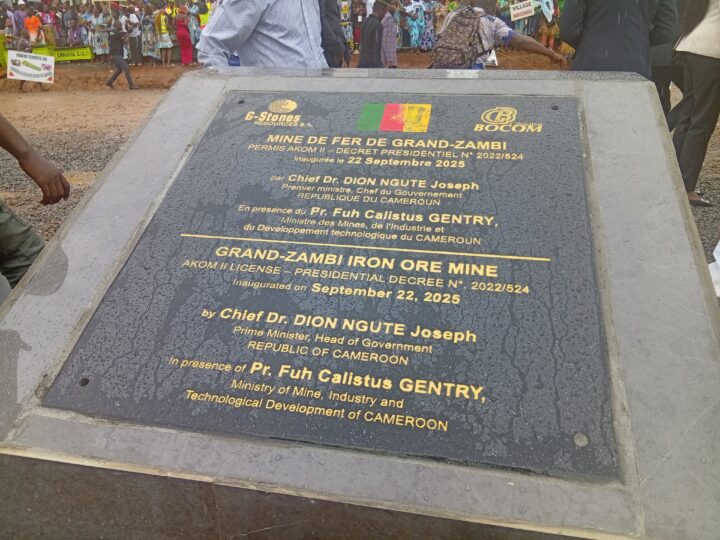 G-Stones
RESOURCES S.A.
BOCOM
MINE DE FER DE GRAND-ZAMBI
PERMIS AKOM II – DECRET PRESIDENTIEL N° 2022/524
Inaugurée le 22 Septembre 2025
par Chief Dr. DION NGUTE Joseph
Premier ministre, Chef du Gouvernement
REPUBLIQUE DU CAMEROUN
En présence du Pr. Fuh Calistus GENTRY,
Ministre des Mines, de l'Industrie et
du Développement technologique du CAMEROUN
GRAND-ZAMBI IRON ORE MINE
AKOM II LICENSE – PRESIDENTIAL DECREE N°. 2022/524
Inaugurated on September 22, 2025
by Chief Dr. DION NGUTE Joseph
Prime Minister, Head of Government
REPUBLIC OF CAMEROON
In presence of Pr. Fuh Calistus GENTRY,
Ministry of Mine, Industry and
Technological Development of CAMEROON
VILLAGE